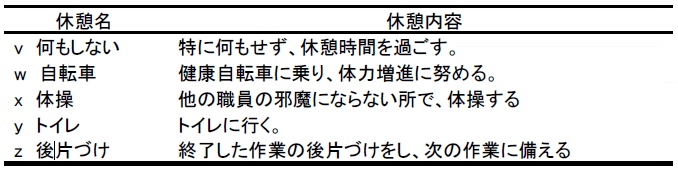 休憩名 休憩内容
v 何もしない 特に何もせず、休憩時間を過ごす。
w 自転車 健康自転車に乗り、体力増進に努める。
x 体操 他の職員の邪魔にならない所で、体操する
y トイレ トイレに行く。
z 後片づけ 終了した作業の後片づけをし、次の作業に備える